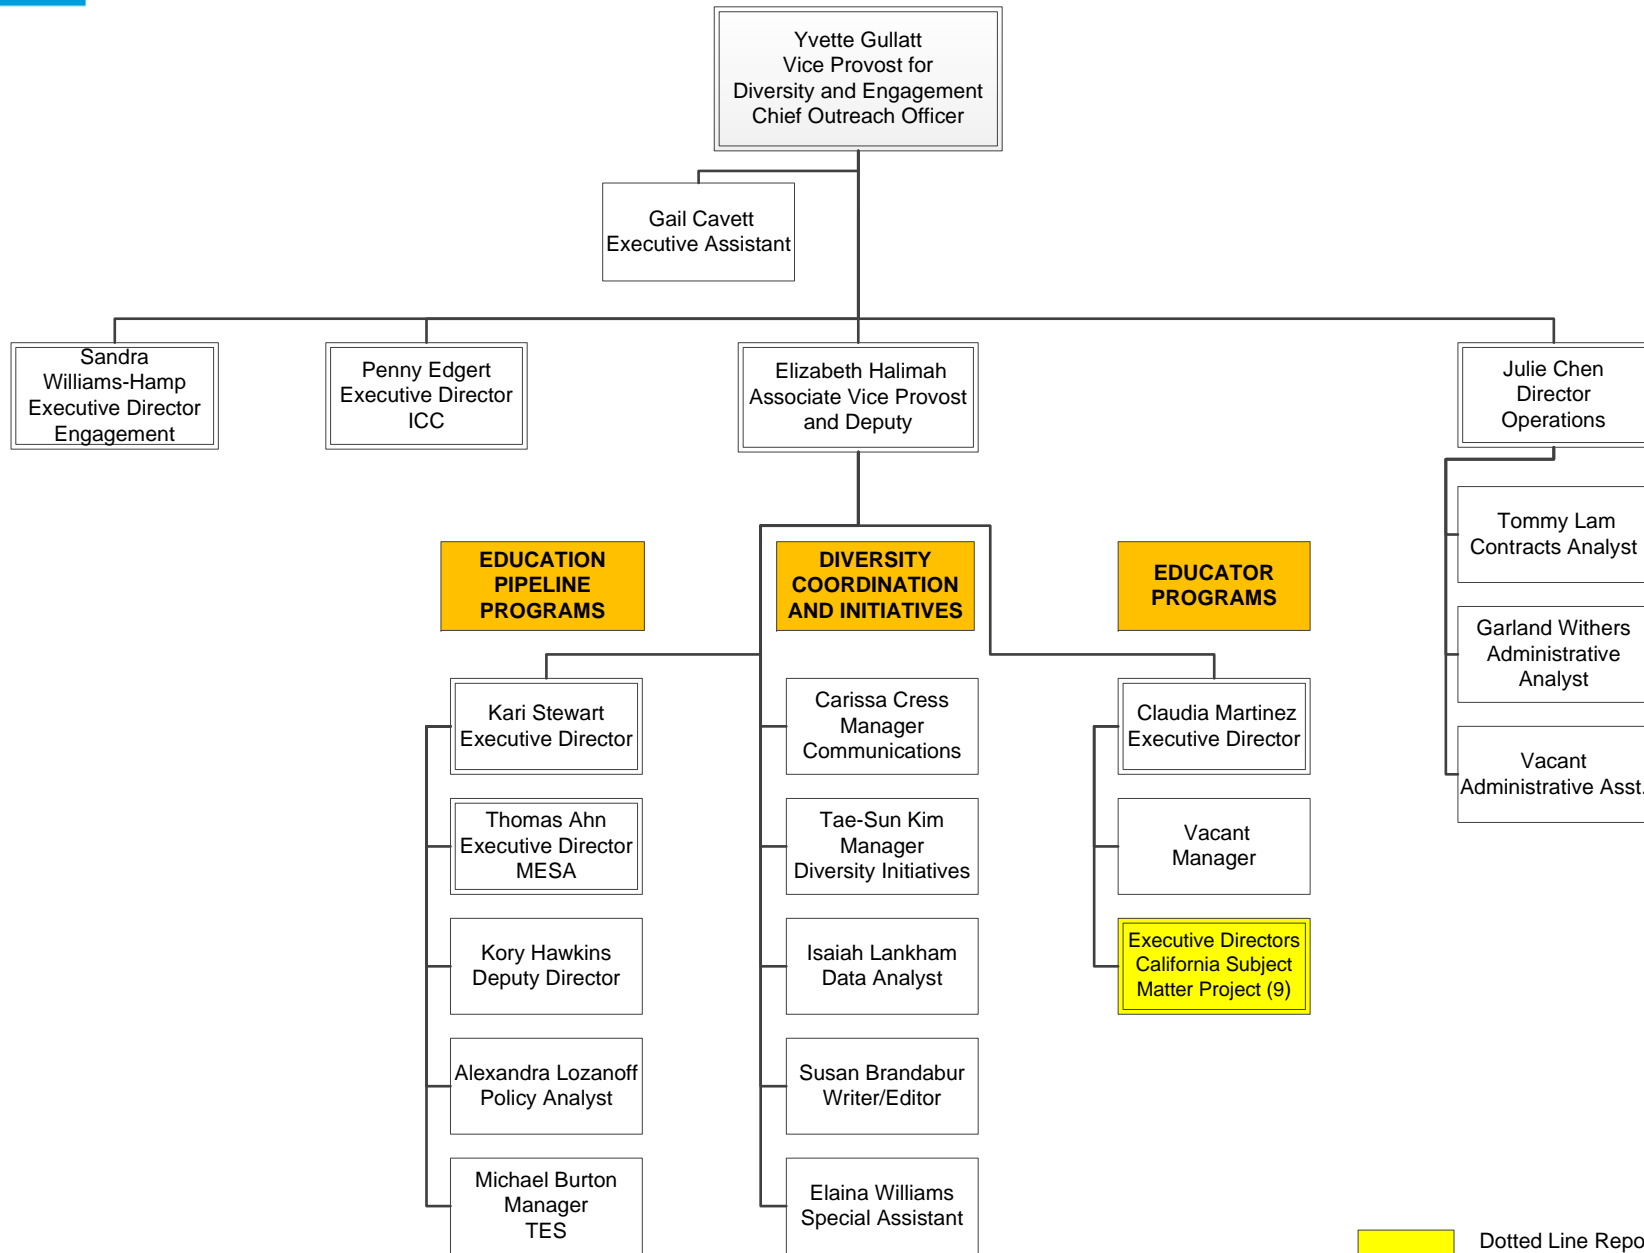 Yvette Gullatt
Vice Provost for
Diversity and Engagement
Chief Outreach Officer
Gail Cavett
Executive Assistant
Sandra
Williams-Hamp
Executive Director
Engagement
Penny Edgert
Executive Director
ICC
Elizabeth Halimah
Associate Vice Provost
and Deputy
Julie Chen
Director
Operations
Tommy Lam
Contracts Analyst
Garland Withers
Administrative
Analyst
Vacant
Administrative Asst.
EDUCATION
PIPELINE
PROGRAMS
Kari Stewart
Executive Director
Thomas Ahn
Executive Director
MESA
Kory Hawkins
Deputy Director
Alexandra Lozanoff
Policy Analyst
Michael Burton
Manager
TES
DIVERSITY
COORDINATION
AND INITIATIVES
Carissa Cress
Manager
Communications
Tae-Sun Kim
Manager
Diversity Initiatives
Isaiah Lankham
Data Analyst
Susan Brandabur
Writer/Editor
Elaina Williams
Special Assistant
EDUCATOR
PROGRAMS
Claudia Martinez
Executive Director
Vacant
Manager
Executive Directors
California Subject
Matter Project (9)
Dotted Line Repo